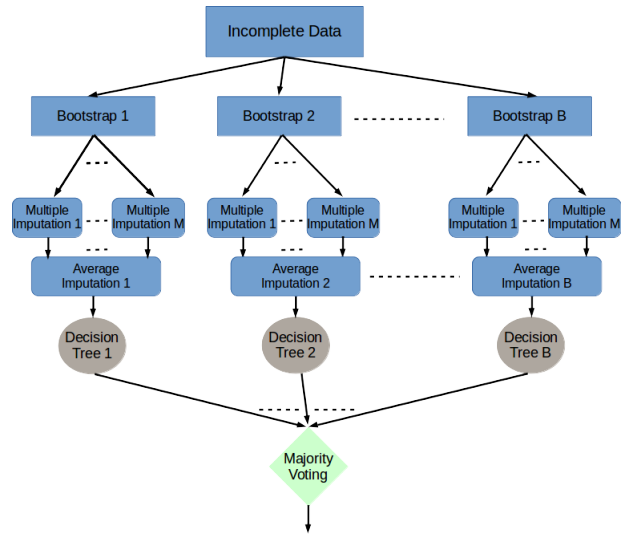 Incomplete Data
Bootstrap 1
Bootstrap 2
Bootstrap B
Multiple
Imputation 1
Multiple
Imputation M
Multiple
Imputation 1
Multiple
Imputation M
Multiple
Imputation 1
Multiple
Imputation M
Average
Imputation 1
Average
Imputation 2
Average
Imputation B
Decision
Tree 1
Decision
Tree 2
Decision
Tree B
Majority
Voting